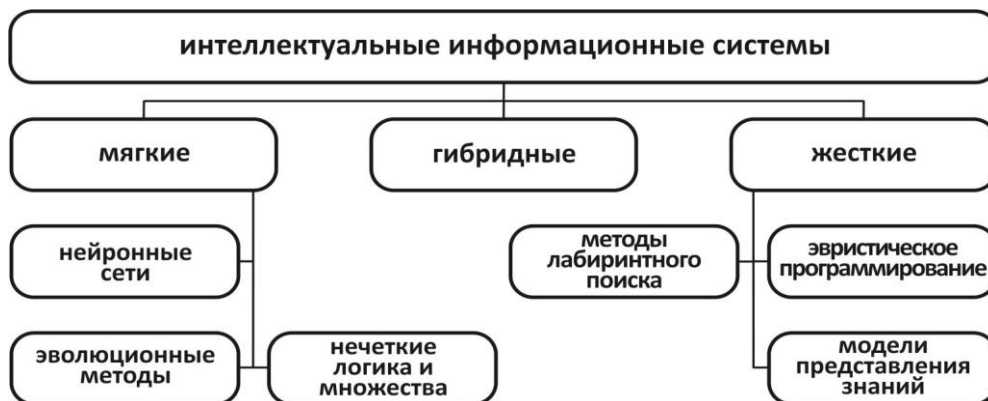 интеллектуальные информационные системы
мягкие
гибридные
жесткие
нейронные
сети
методы
лабиринтного
поиска
эвристическое
программирование
эволюционные
методы
нечеткие
логика и
множества
модели
представления
знаний